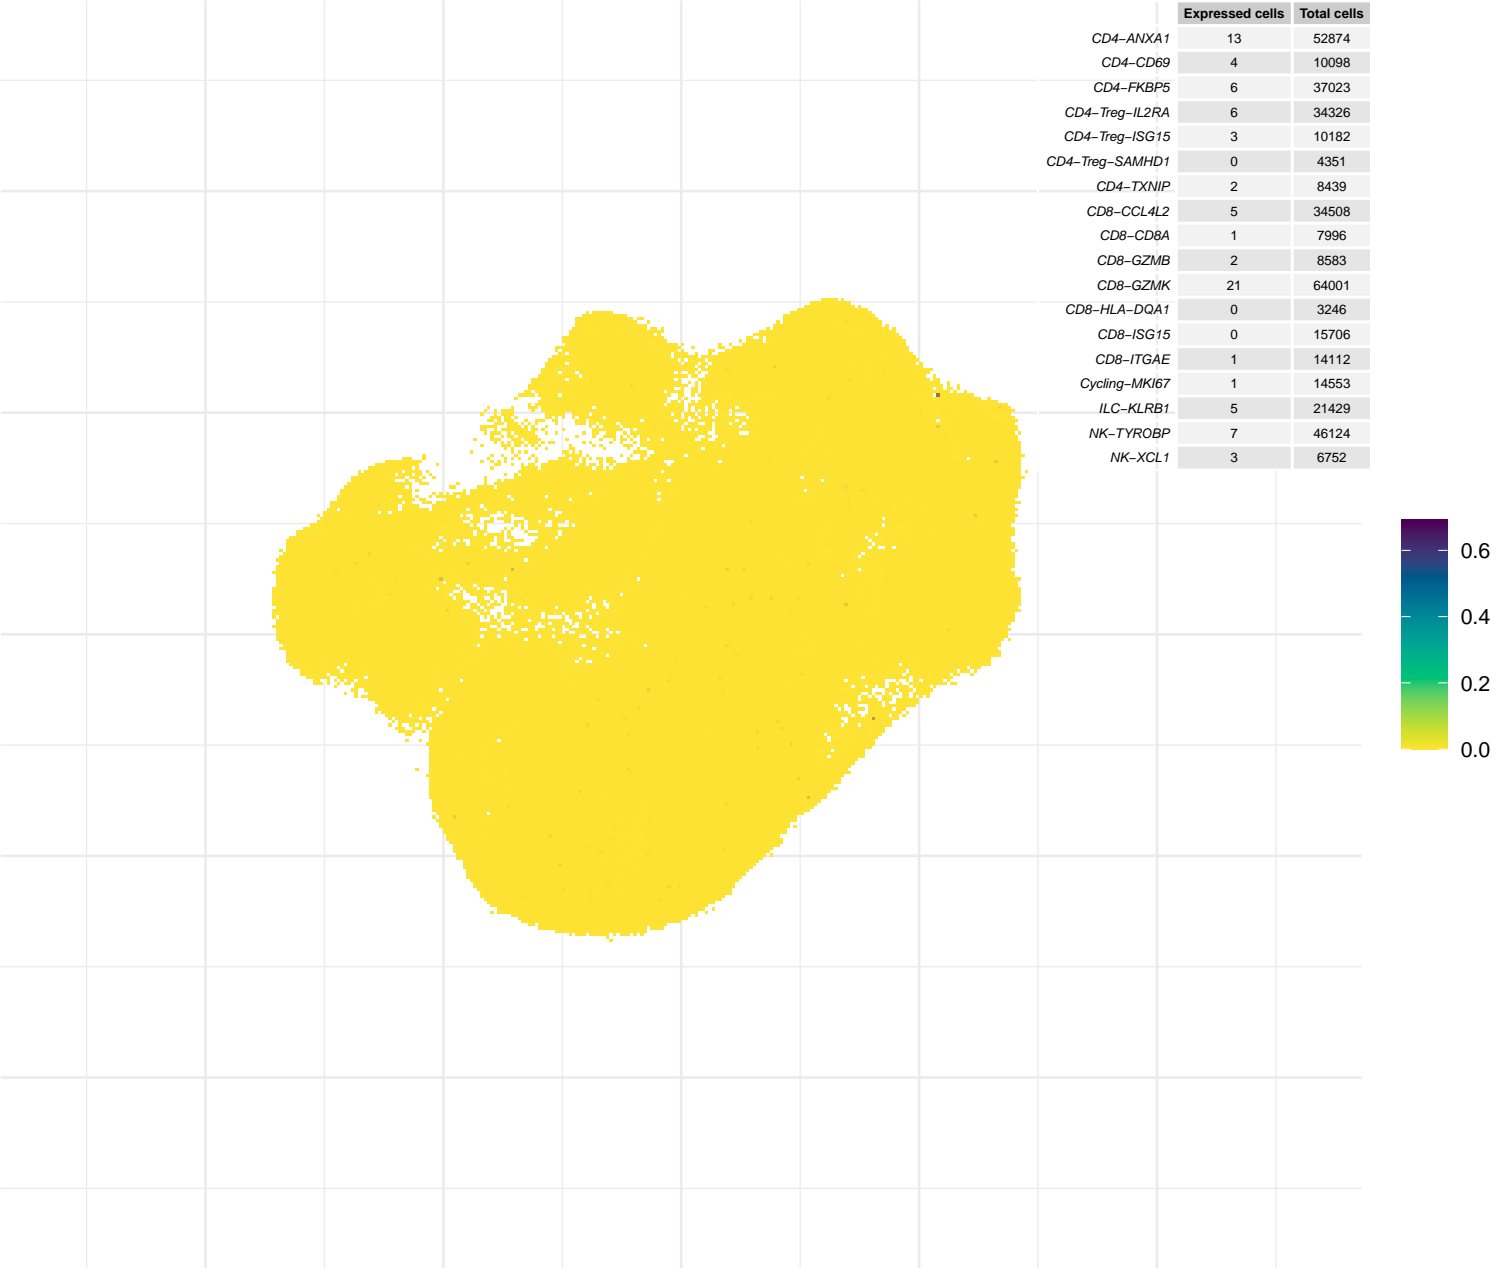 Expressed cells Total cells
CD4−ANXA1 13 52874
CD4−CD69 4 10098
CD4−FKBP5 6 37023
CD4−Treg−IL2RA 6 34326
CD4−Treg−ISG15 3 10182
CD4−Treg−SAMHD1 0 4351
CD4−TXNIP 2 8439
CD8−CCL4L2 5 34508
CD8−CD8A 1 7996
CD8−GZMB 2 8583
CD8−GZMK 21 64001
CD8−HLA−DQA1 0 3246
CD8−ISG15 0 15706
CD8−ITGAE 1 14112
Cycling−MKI67 1 14553
ILC−KLRB1 5 21429
NK−TYROBP 7 46124
NK−XCL1 3 6752
0.6
0.4
0.2
0.0